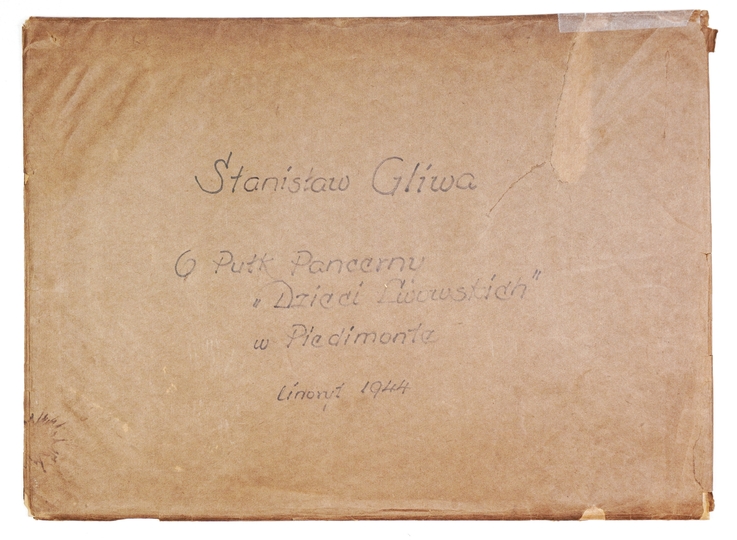 Stanisław Gliwa
6 Pułk Pancerny
„Dzieci Lwowskich"
w Piedimonte
linoryt 1944